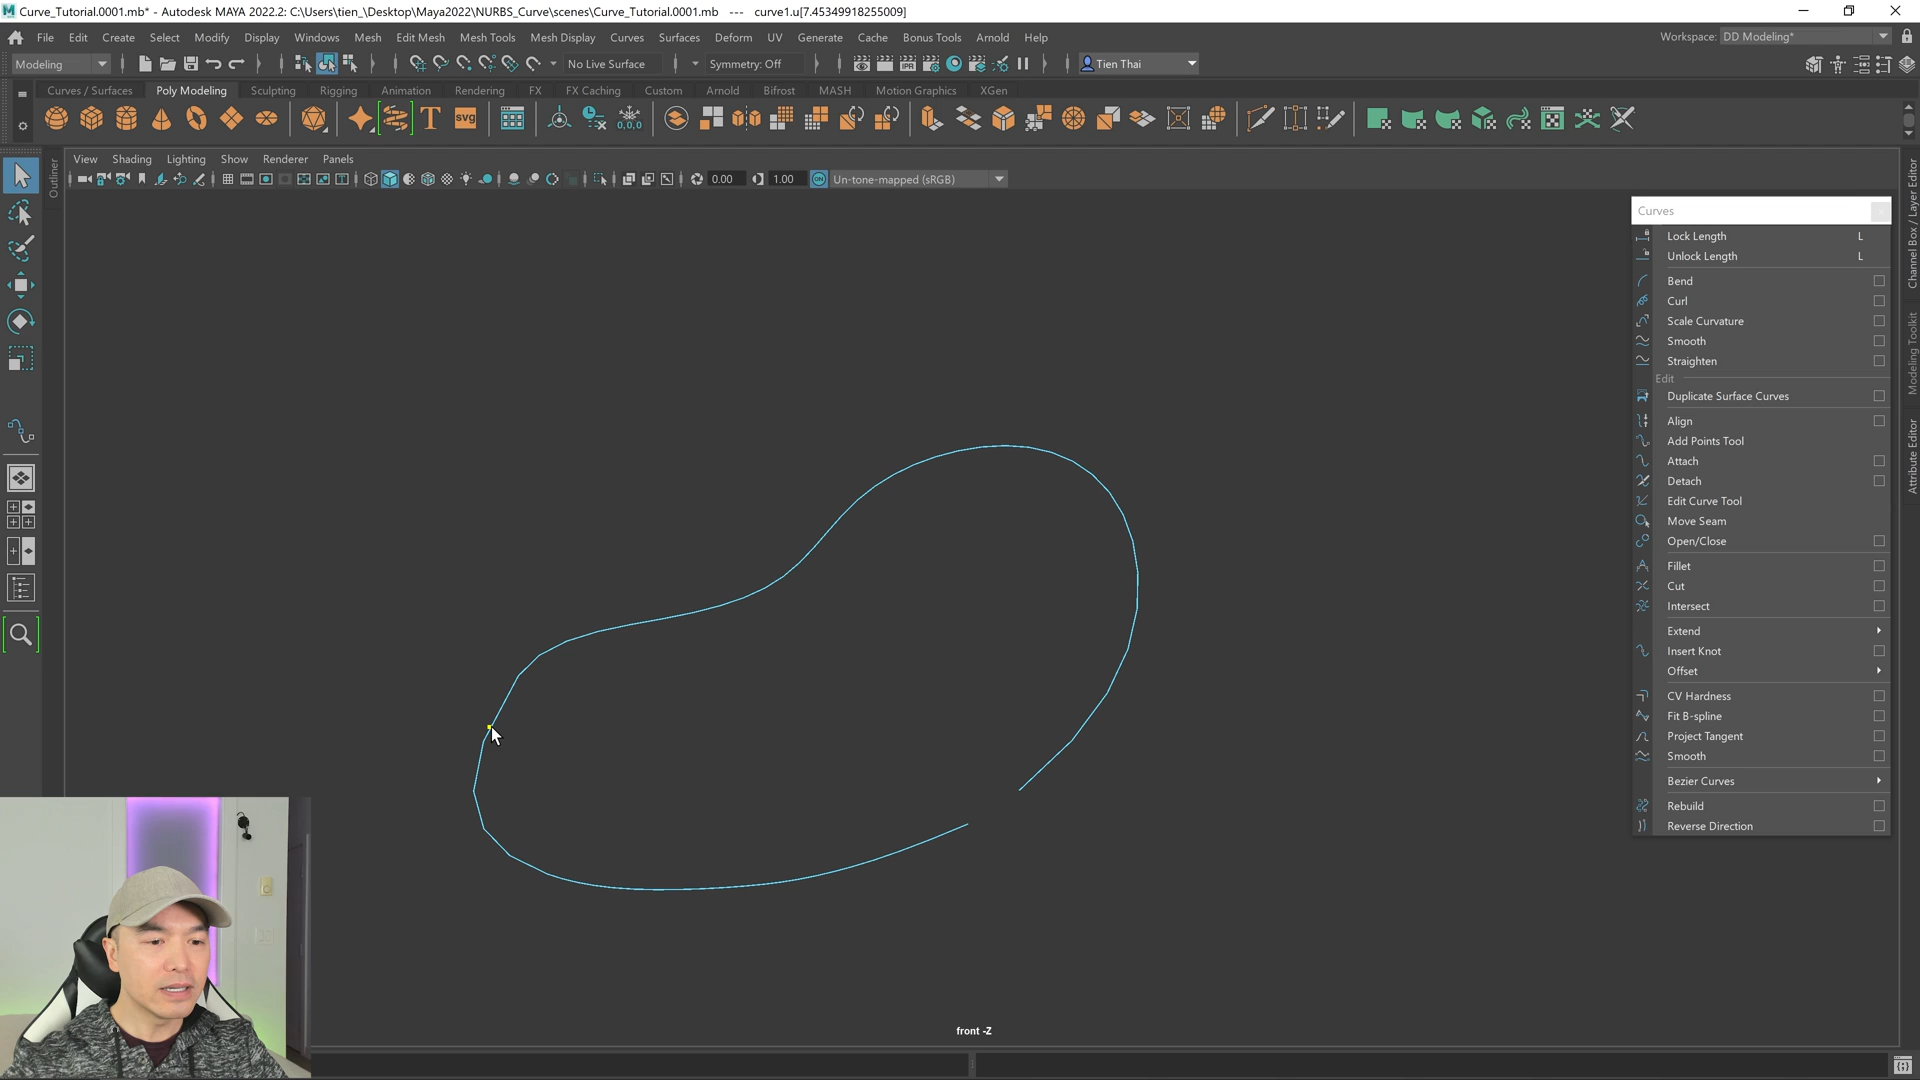 Curve_Tutorial.0001.mb* - Autodesk MAYA 2022.2: C:\Users\tien_\Desktop\Maya2022\NURBS_Curve\scenes\Curve_Tutorial.0001.mb --- curve1.u[7.45349918255009]
File Edit Create Select Modify Display Windows Mesh Edit Mesh Mesh Tools Mesh Display Curves Surfaces Deform UV Generate Cache Bonus Tools Arnold Help
Workspace: DD Modeling*
Modeling
No Live Surface
Symmetry: Off
Tien Thai
Curves / Surfaces Poly Modeling Sculpting Rigging Animation Rendering FX FX Caching Custom Arnold Bifrost MASH Motion Graphics XGen
T
SVG
0,0,0
View Shading Lighting Show Renderer Panels
0.00
1.00
Un-tone-mapped (sRGB)
Outliner
Channel Box / Layer Editor
Modeling Toolkit
Attribute Editor
Curves
Lock Length L
Unlock Length L
Bend
Curl
Scale Curvature
Smooth
Straighten
Edit
Duplicate Surface Curves
Align
Add Points Tool
Attach
Detach
Edit Curve Tool
Move Seam
Open/Close
Fillet
Cut
Intersect
Extend
Insert Knot
Offset
CV Hardness
Fit B-spline
Project Tangent
Smooth
Bezier Curves
Rebuild
Reverse Direction
front -Z